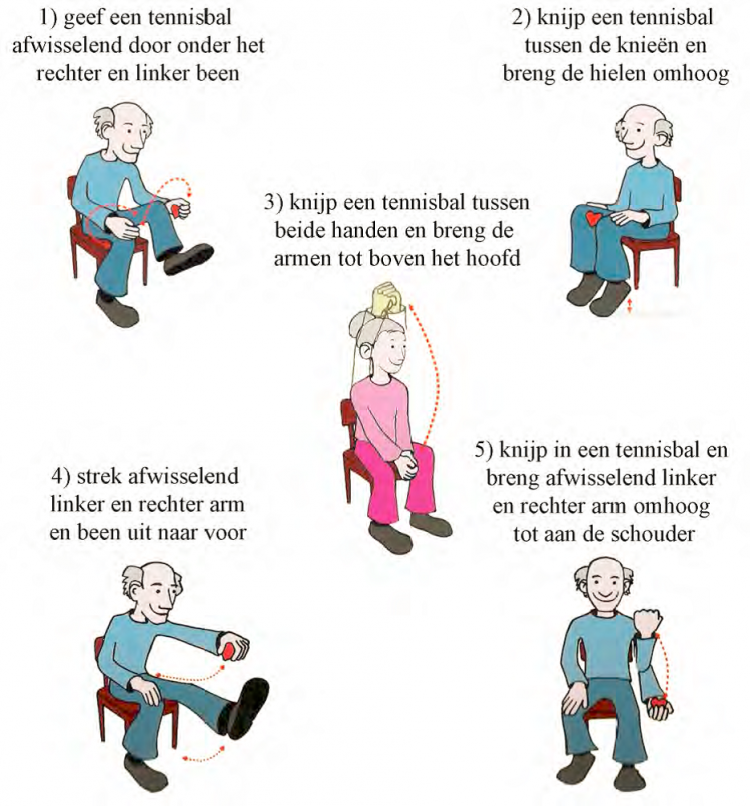 1) geef een tennisbal
afwisselend door onder het
rechter en linker been
2) knijp een tennisbal
tussen de knieën en
breng de hielen omhoog
3) knijp een tennisbal tussen
beide handen en breng de
armen tot boven het hoofd
4) strek afwisselend
linker en rechter arm
en been uit naar voor
5) knijp in een tennisbal en
breng afwisselend linker
en rechter arm omhoog
tot aan de schouder